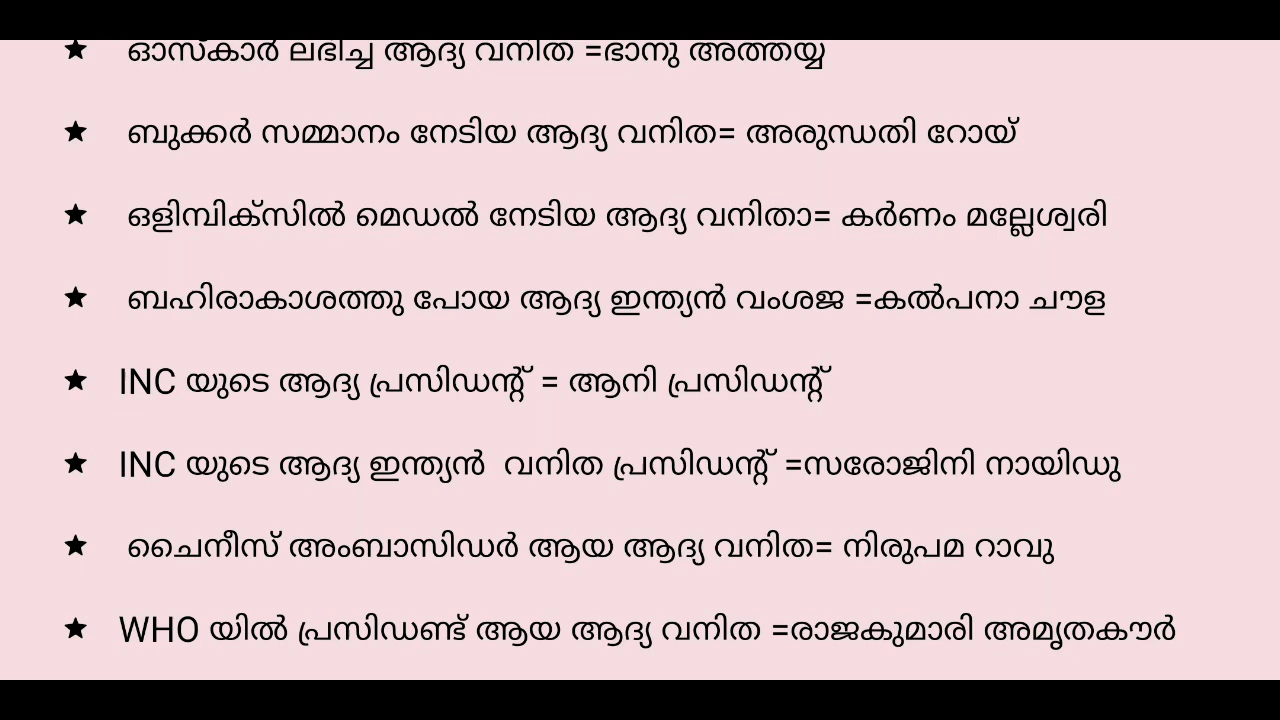 ★ ഓസ്കാർ ലഭിച്ച ആദ്യ വനിത =ഭാനു അത്തയ്യ
★ ബുക്കർ സമ്മാനം നേടിയ ആദ്യ വനിത= അരുന്ധതി റോയ്
★ ഒളിമ്പിക്സിൽ മെഡൽ നേടിയ ആദ്യ വനിതാ= കർണം മല്ലേശ്വരി
★ ബഹിരാകാശത്തു പോയ ആദ്യ ഇന്ത്യൻ വംശജ =കൽപനാ ചൗള
★ INC യുടെ ആദ്യ പ്രസിഡന്റ് = ആനി പ്രസിഡന്റ്
★ INC യുടെ ആദ്യ ഇന്ത്യൻ വനിത പ്രസിഡന്റ് =സരോജിനി നായിഡു
★ ചൈനീസ് അംബാസിഡർ ആയ ആദ്യ വനിത= നിരുപമ റാവു
★ WHO യിൽ പ്രസിഡണ്ട് ആയ ആദ്യ വനിത =രാജകുമാരി അമൃതകൗർ